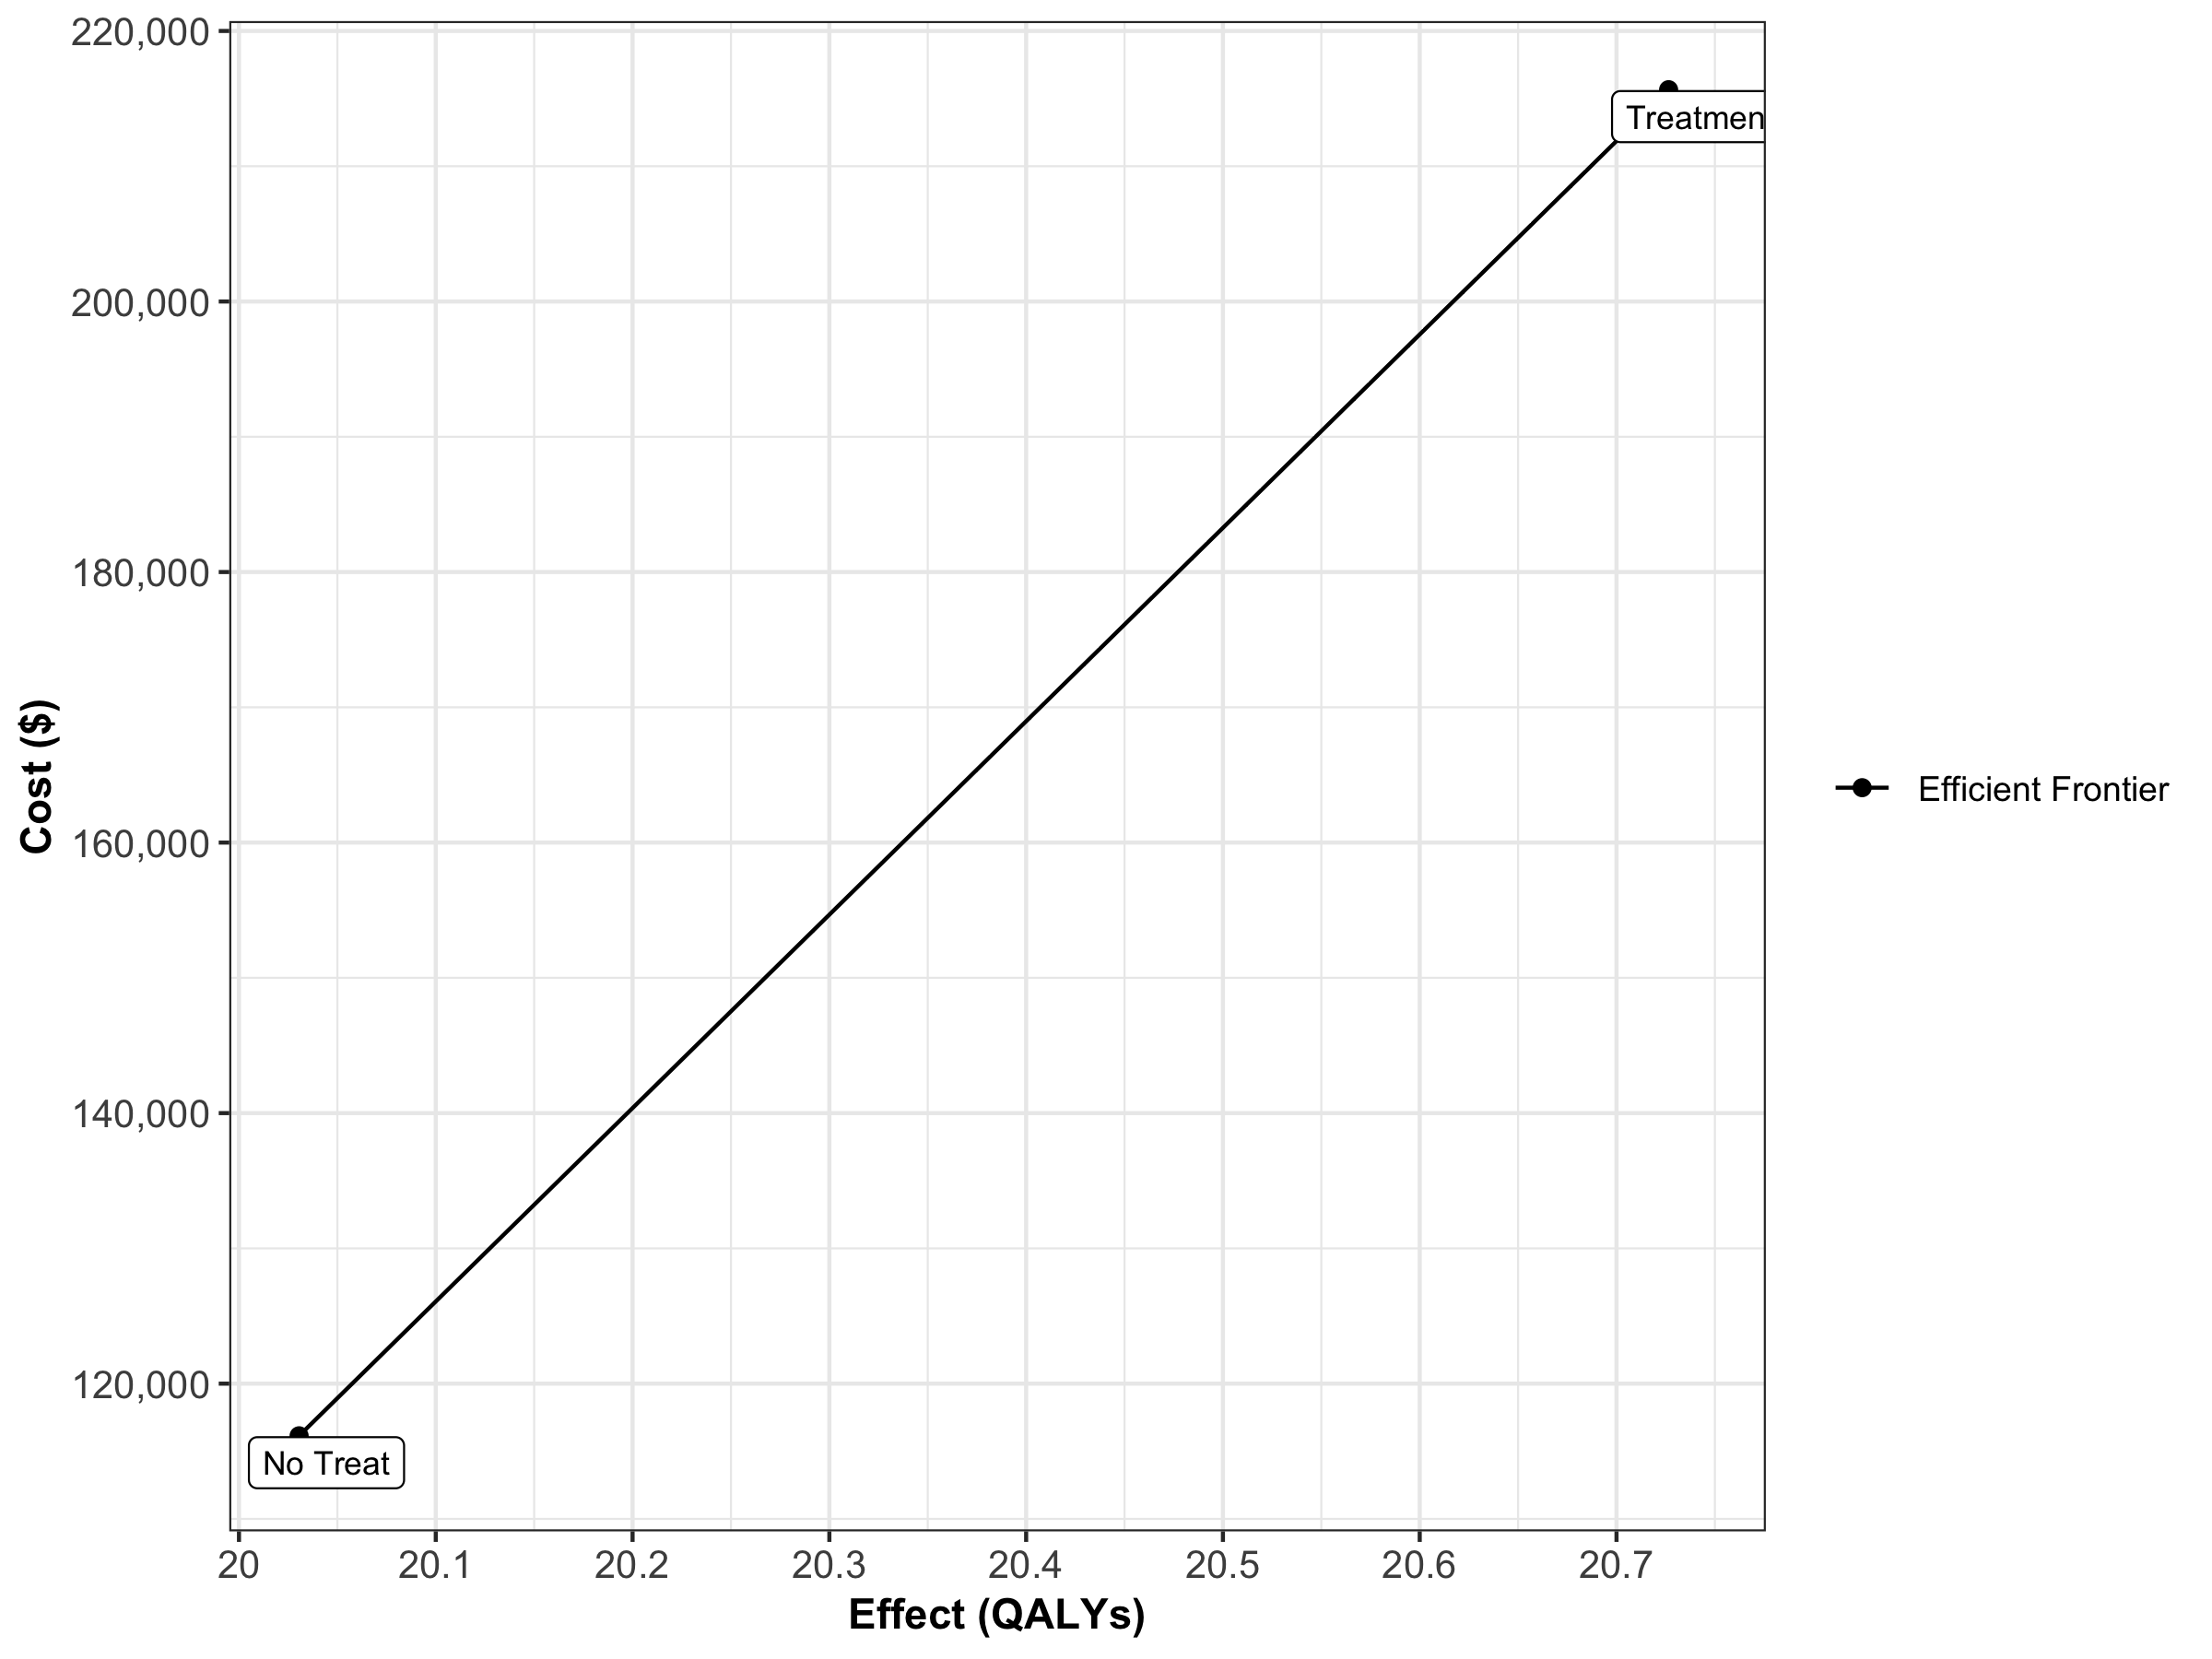 220,000
200,000
180,000
160,000
140,000
120,000
Cost ($)
Treatmen
No Treat
20 20.1 20.2 20.3 20.4 20.5 20.6 20.7
Effect (QALYs)
Efficient Frontier